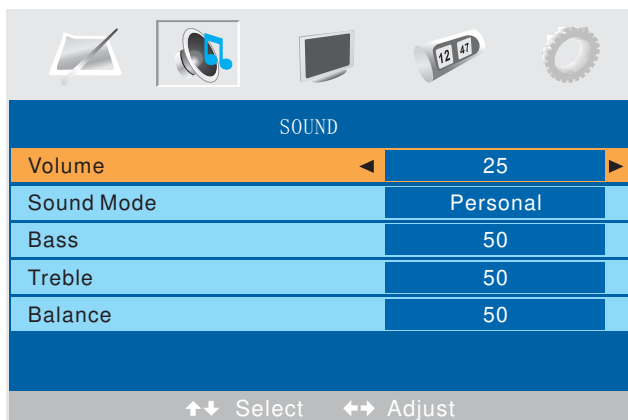 12 47
SOUND
Volume 25
Sound Mode Personal
Bass 50
Treble 50
Balance 50
Select Adjust